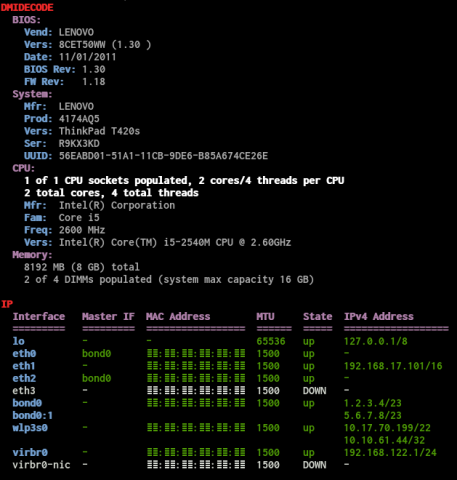 DMIDECODE
BIOS:
Vend: LENOVO
Vers: 8CET50WW (1.30 )
Date: 11/01/2011
BIOS Rev: 1.30
FW Rev: 1.18
System:
Mfr: LENOVO
Prod: 4174AQ5
Vers: ThinkPad T420s
Ser: R9KX3KD
UUID: 56EABD01-51A1-11CB-9DE6-B85A674CE26E
CPU:
1 of 1 CPU sockets populated, 2 cores/4 threads per CPU
2 total cores, 4 total threads
Mfr: Intel(R) Corporation
Fam: Core i5
Freq: 2600 MHz
Vers: Intel(R) Core(TM) i5-2540M CPU @ 2.60GHz
Memory:
8192 MB (8 GB) total
2 of 4 DIMMs populated (system max capacity 16 GB)
IP
Interface Master IF MAC Address MTU State IPv4 Address
========= ========= ================= ====== ===== ==================
lo - - 65536 up 127.0.0.1/8
eth0 bond0 ⠿⠿:⠿⠿:⠿⠿:⠿⠿:⠿⠿:⠿⠿ 1500 up -
eth1 - ⠿⠿:⠿⠿:⠿⠿:⠿⠿:⠿⠿:⠿⠿ 1500 up 192.168.17.101/16
eth2 bond0 ⠿⠿:⠿⠿:⠿⠿:⠿⠿:⠿⠿:⠿⠿ 1500 up -
eth3 - ⠿⠿:⠿⠿:⠿⠿:⠿⠿:⠿⠿:⠿⠿ 1500 DOWN -
bond0 - ⠿⠿:⠿⠿:⠿⠿:⠿⠿:⠿⠿:⠿⠿ 1500 up 1.2.3.4/23
bond0:1 5.6.7.8/23
wlp3s0 - ⠿⠿:⠿⠿:⠿⠿:⠿⠿:⠿⠿:⠿⠿ 1500 up 10.17.70.199/22
10.10.61.44/32
virbr0 - ⠿⠿:⠿⠿:⠿⠿:⠿⠿:⠿⠿:⠿⠿ 1500 up 192.168.122.1/24
virbr0-nic - ⠿⠿:⠿⠿:⠿⠿:⠿⠿:⠿⠿:⠿⠿ 1500 DOWN -